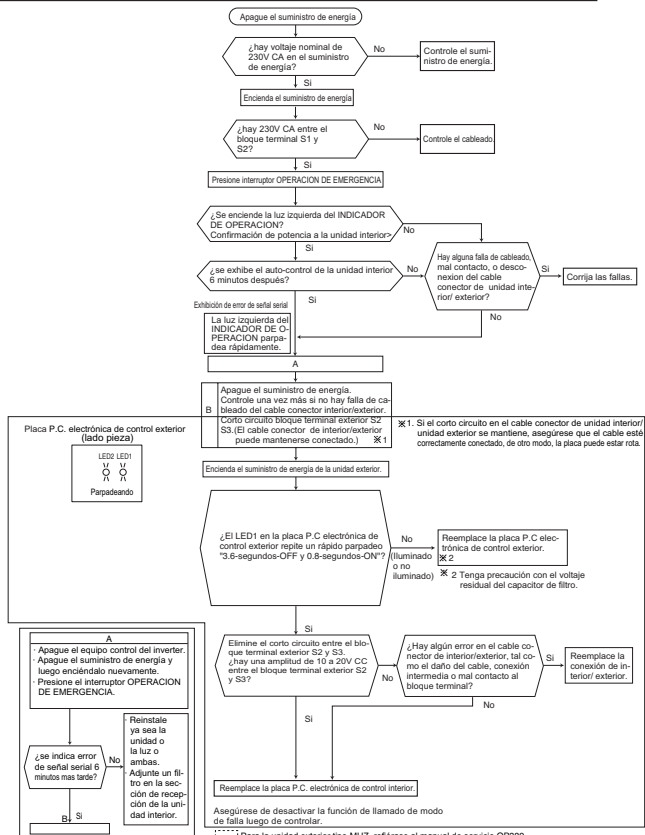 Apague el suministro de energía
¿hay voltaje nominal de
230V CA en el suministro
de energía?
No
Controle el sumi-
nistro de energía.
Si
Encienda el suministro de energía
¿hay 230V CA entre el
bloque terminal S1 y
S2?
No
Controle el cableado.
Si
Presione interruptor OPERACION DE EMERGENCIA
¿Se enciende la luz izquierda del INDICADOR
DE OPERACION?
Confirmación de potencia a la unidad interior>
No
Si
¿se exhibe el auto-control de la unidad interior
6 minutos después?
No
Hay alguna falla de cableado,
mal contacto, o desco-
nexion del cable
conector de unidad inte-
rior/ exterior?
Si
Corrija las fallas.
No
Si
Exhibición de error de señal serial
La luz izquierda del
INDICADOR DE O-
PERACION parpa-
dea rápidamente.
A
B
Apague el suministro de energía.
Controle una vez más si no hay falla de ca-
bleado del cable conector interior/exterior.
Corto circuito bloque terminal exterior S2
S3.(El cable conector de interior/exterior
puede mantenerse conectado.) ※1
※1. Si el corto circuito en el cable conector de unidad interior/
unidad exterior se mantiene, asegúrese que el cable esté
correctamente conectado, de otro modo, la placa puede estar rota.
Placa P.C. electrónica de control exterior
(lado pieza)
LED2 LED1
Parpadeando
Encienda el suministro de energía de la unidad exterior.
¿El LED1 en la placa P.C electrónica de
control exterior repite un rápido parpadeo
"3.6-segundos-OFF y 0.8-segundos-ON"?
No
(Iluminado
o no
iluminado)
Reemplace la placa P.C elec-
trónica de control exterior.
※2
※ 2 Tenga precaución con el voltaje
residual del capacitor de filtro.
Si
Elimine el corto circuito entre el blo-
que terminal exterior S2 y S3.
¿hay una amplitud de 10 a 20V CC
entre el bloque terminal exterior S2
y S3?
No
¿Hay algún error en el cable co-
nector de interior/exterior, tal co-
mo el daño del cable, conexión
intermedia o mal contacto al
bloque terminal?
Si
Reemplace la
conexión de in-
terior/ exterior.
No
Si
Reemplace la placa P.C. electrónica de control interior.
Asegúrese de desactivar la función de llamado de modo
de falla luego de controlar.
A
· Apague el equipo control del inverter.
· Apague el suministro de energía y
luego enciéndalo nuevamente.
· Presione el interruptor OPERACION
DE EMERGENCIA.
¿se indica error
de señal serial 6
minutos mas tarde?
No
· Reinstale
ya sea la
unidad o
la luz o
ambas.
· Adjunte un fil-
tro en la sec-
ción de recep-
ción de la uni-
dad interior.
Si
B